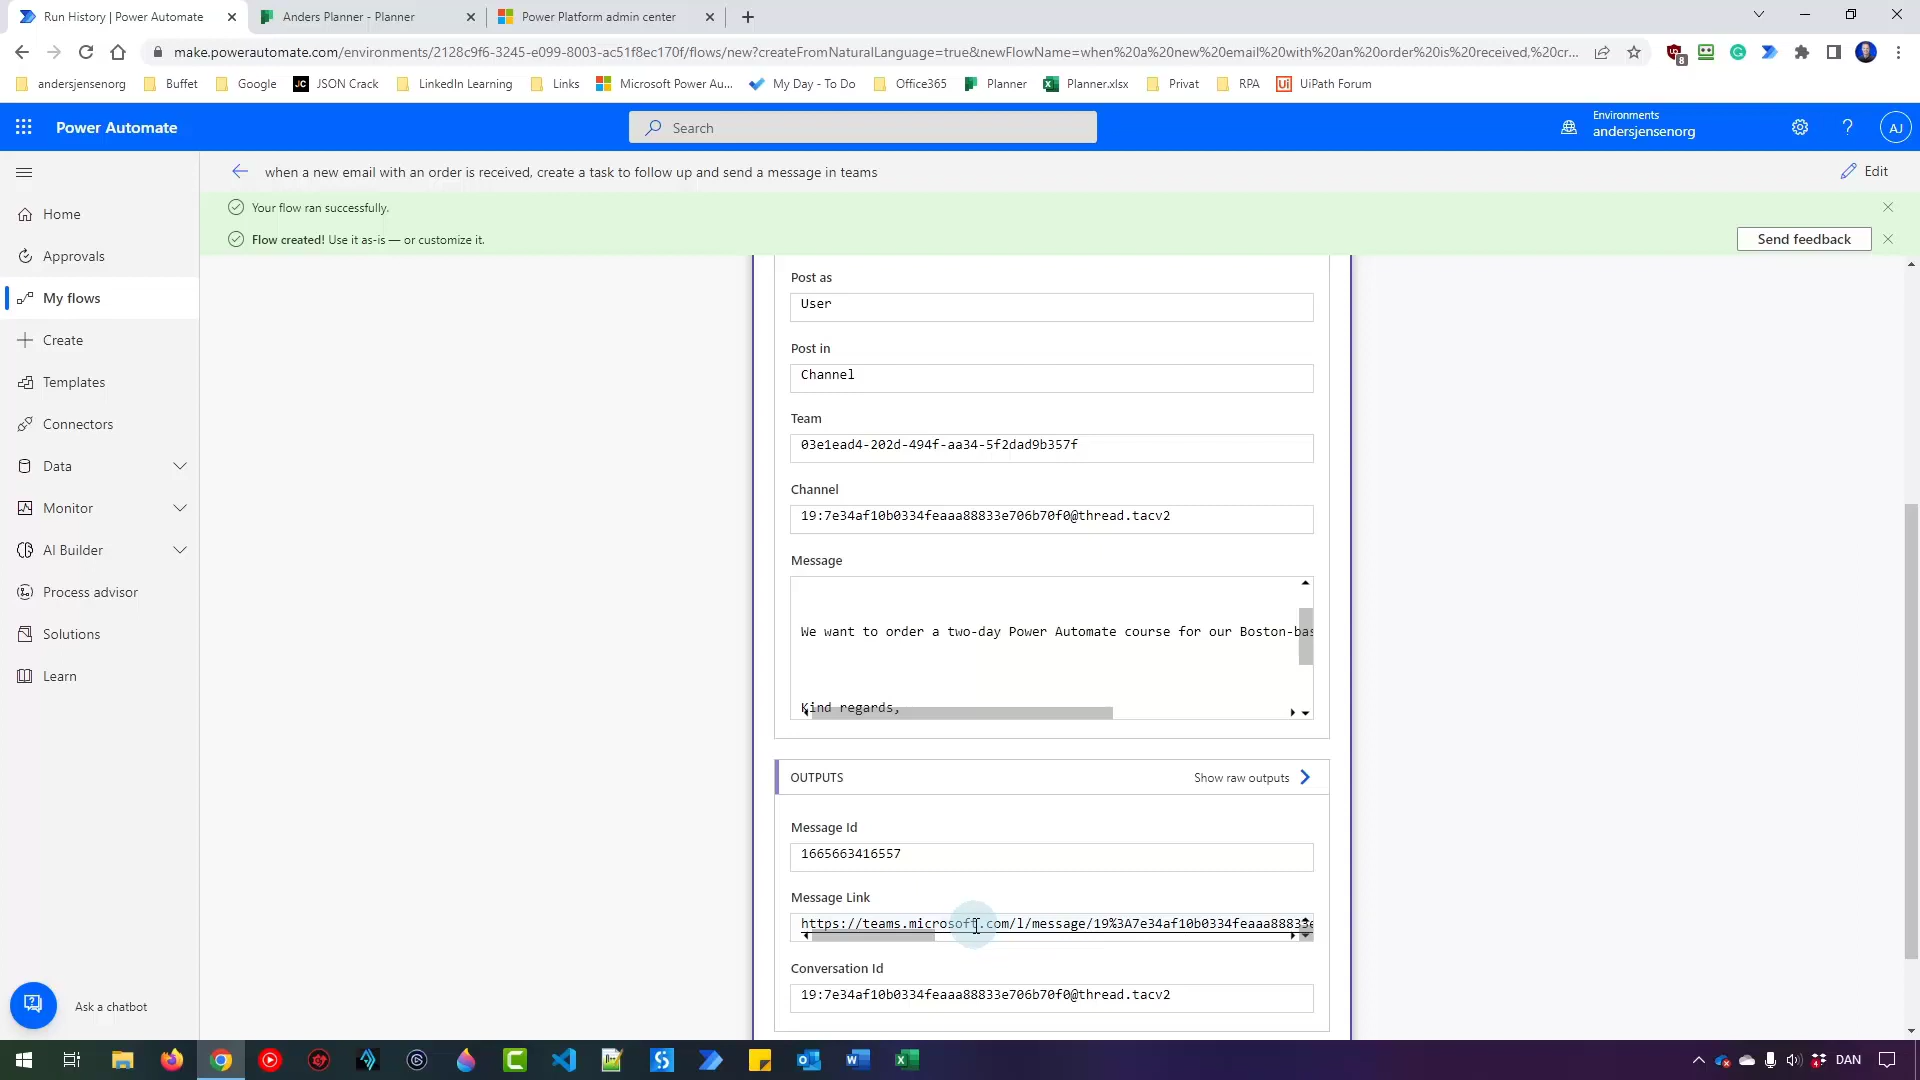 Run History | Power Automate
Anders Planner - Planner
Power Platform admin center
make.powerautomate.com/environments/2128c9f6-3245-e099-8003-ac51f8ec170f/flows/new?createFromNaturalLanguage=true&newFlowName=when%20a%20new%20email%20with%20an%20order%20is%20received,%20cr...
8
andersjensenorg
Buffet
Google
JC JSON Crack
LinkedIn Learning
Links
Microsoft Power Au...
My Day - To Do
Office365
Planner
Planner.xlsx
Privat
RPA
Ui UiPath Forum
Power Automate
Search
Environments
andersjensenorg
AJ
when a new email with an order is received, create a task to follow up and send a message in teams
Edit
Your flow ran successfully.
Flow created! Use it as-is — or customize it.
Send feedback
Home
Approvals
My flows
Create
Templates
Connectors
Data
Monitor
AI Builder
Process advisor
Solutions
Learn
Ask a chatbot
Post as
User
Post in
Channel
Team
03e1ead4-202d-494f-aa34-5f2dad9b357f
Channel
19:7e34af10b0334feaaa88833e706b70f0@thread.tacv2
Message
We want to order a two-day Power Automate course for our Boston-bas
Kind regards,
OUTPUTS
Show raw outputs
Message Id
1665663416557
Message Link
https://teams.microsoft.com/l/message/19%3A7e34af10b0334feaaa88833e
Conversation Id
19:7e34af10b0334feaaa88833e706b70f0@thread.tacv2
DAN